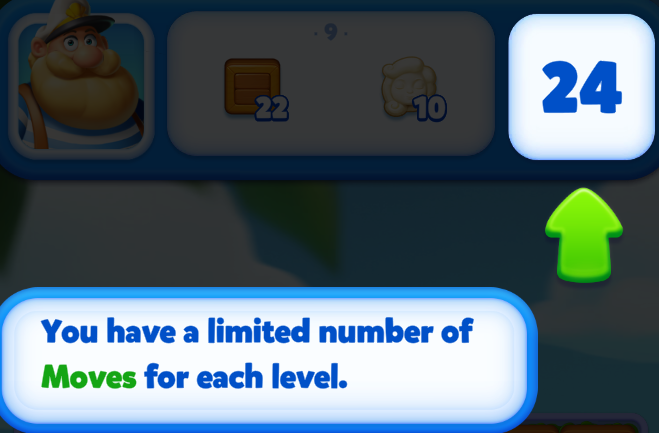 · 9 ·
22
10
24
You have a limited number of
Moves for each level.